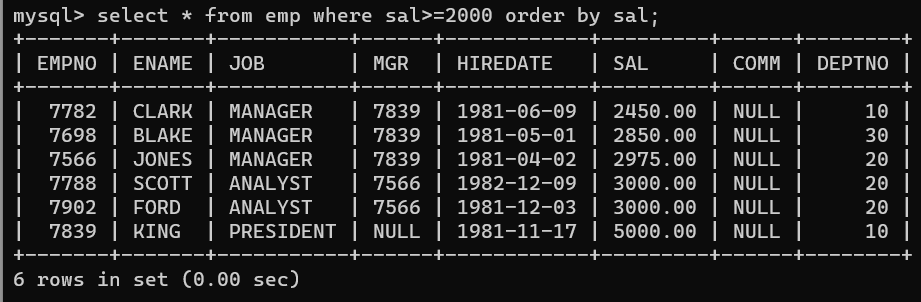 mysql> select * from emp where sal>=2000 order by sal;
+-------+-------+-----------+------+------------+---------+------+--------+
| EMPNO | ENAME | JOB       | MGR  | HIREDATE   | SAL     | COMM | DEPTNO |
+-------+-------+-----------+------+------------+---------+------+--------+
|  7782 | CLARK | MANAGER   | 7839 | 1981-06-09 | 2450.00 | NULL |     10 |
|  7698 | BLAKE | MANAGER   | 7839 | 1981-05-01 | 2850.00 | NULL |     30 |
|  7566 | JONES | MANAGER   | 7839 | 1981-04-02 | 2975.00 | NULL |     20 |
|  7788 | SCOTT | ANALYST   | 7566 | 1982-12-09 | 3000.00 | NULL |     20 |
|  7902 | FORD  | ANALYST   | 7566 | 1981-12-03 | 3000.00 | NULL |     20 |
|  7839 | KING  | PRESIDENT | NULL | 1981-11-17 | 5000.00 | NULL |     10 |
+-------+-------+-----------+------+------------+---------+------+--------+
6 rows in set (0.00 sec)